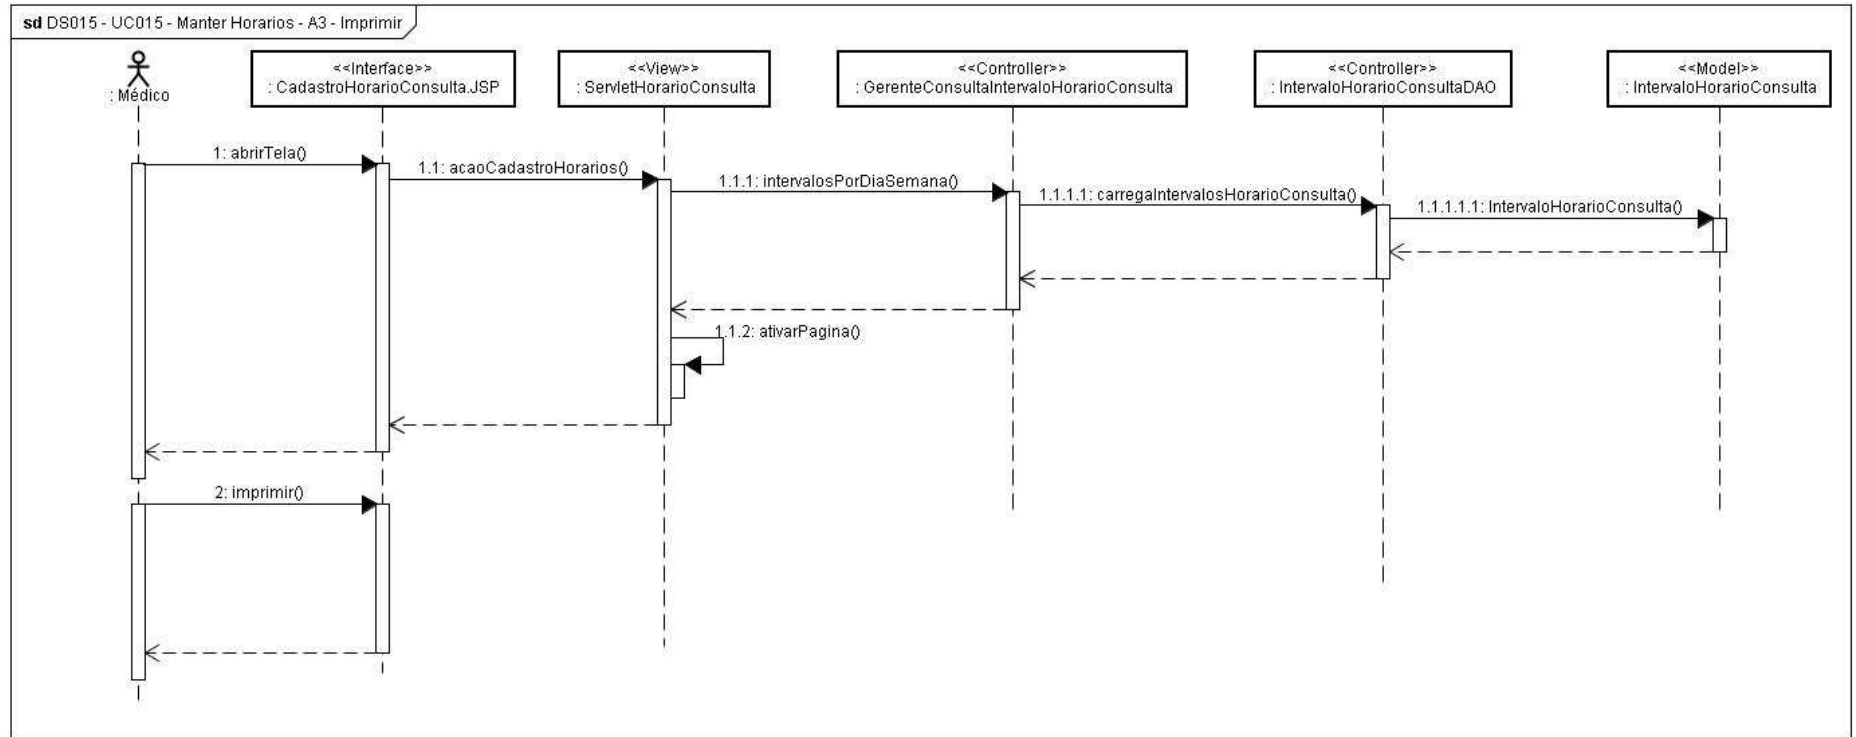 sd DS015 - UC015 - Manter Horarios - A3 - Imprimir
: Médico
<<Interface>>
: CadastroHorarioConsulta.JSP
<<View>>
: ServletHorarioConsulta
<<Controller>>
: GerenteConsultaIntervaloHorarioConsulta
<<Controller>>
: IntervaloHorarioConsultaDAO
<<Model>>
: IntervaloHorarioConsulta
1: abrirTela()
1.1: acaoCadastroHorarios()
1.1.1: intervalosPorDiaSemana()
1.1.1.1: carregaIntervalosHorarioConsulta()
1.1.1.1.1: IntervaloHorarioConsulta()
1.1.2: ativarPagina()
2: imprimir()